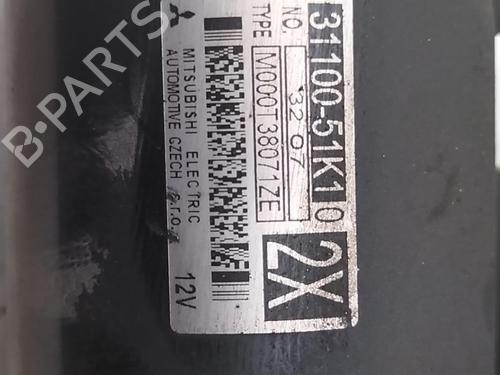 31100-51K10
NO. 32 07
TYPE M000T38071ZE
2X
MITSUBISHI ELECTRIC
AUTOMOTIVE CZECH s.r.o.
12V
B-PARTS